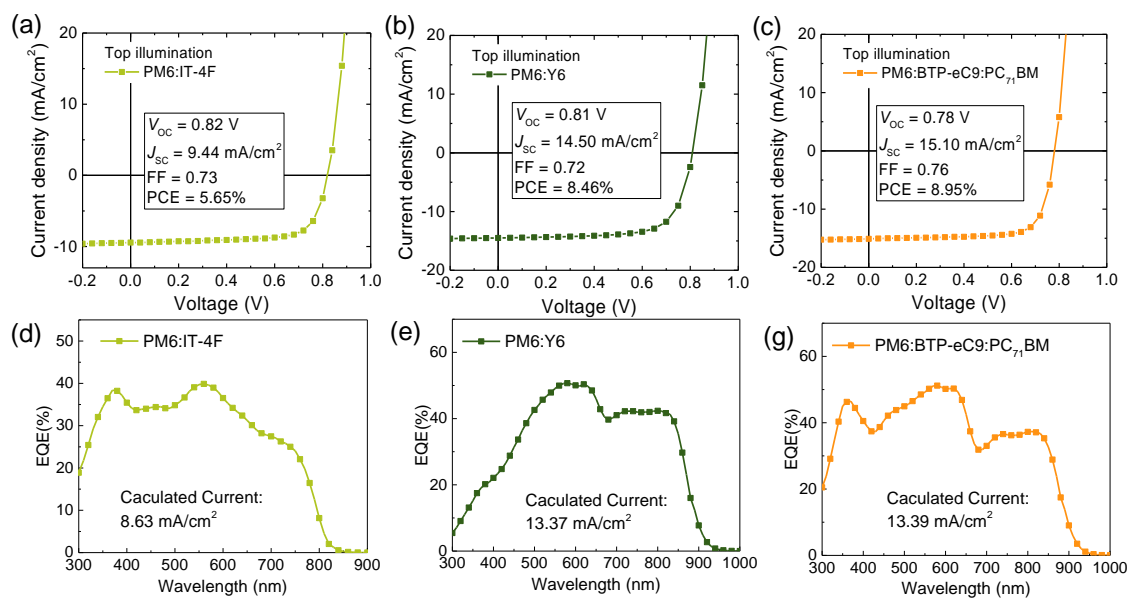 (a)
20
10
0
-10
-20
Current density (mA/cm²)
Top illumination
PM6:IT-4F
V_OC = 0.82 V
J_SC = 9.44 mA/cm²
FF = 0.73
PCE = 5.65%
-0.2 0.0 0.2 0.4 0.6 0.8 1.0
Voltage (V)
(b)
20
10
0
-10
-20
Current density (mA/cm²)
Top illumination
PM6:Y6
V_OC = 0.81 V
J_SC = 14.50 mA/cm²
FF = 0.72
PCE = 8.46%
-0.2 0.0 0.2 0.4 0.6 0.8 1.0
Voltage (V)
(c)
20
10
0
-10
-20
Current density (mA/cm²)
Top illumination
PM6:BTP-eC9:PC₇₁BM
V_OC = 0.78 V
J_SC = 15.10 mA/cm²
FF = 0.76
PCE = 8.95%
-0.2 0.0 0.2 0.4 0.6 0.8 1.0
Voltage (V)
(d)
50
40
30
20
10
0
EQE(%)
PM6:IT-4F
Caculated Current:
8.63 mA/cm²
300 400 500 600 700 800 900
Wavelength (nm)
(e)
60
40
20
0
EQE(%)
PM6:Y6
Caculated Current:
13.37 mA/cm²
300 400 500 600 700 800 900 1000
Wavelength (nm)
(g)
60
40
20
0
EQE(%)
PM6:BTP-eC9:PC₇₁BM
Caculated Current:
13.39 mA/cm²
300 400 500 600 700 800 900 1000
Wavelength (nm)